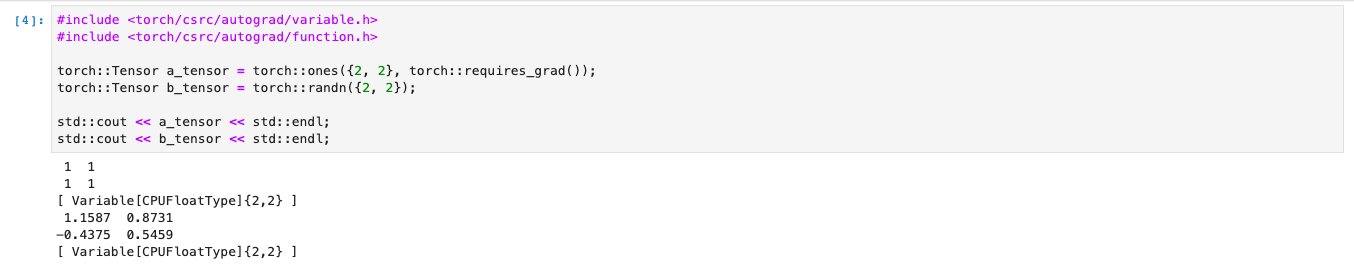 [4]: #include <torch/csrc/autograd/variable.h>
#include <torch/csrc/autograd/function.h>
torch::Tensor a_tensor = torch::ones({2, 2}, torch::requires_grad());
torch::Tensor b_tensor = torch::randn({2, 2});
std::cout << a_tensor << std::endl;
std::cout << b_tensor << std::endl;
1 1
1 1
[ Variable[CPUFloatType]{2,2} ]
1.1587 0.8731
-0.4375 0.5459
[ Variable[CPUFloatType]{2,2} ]